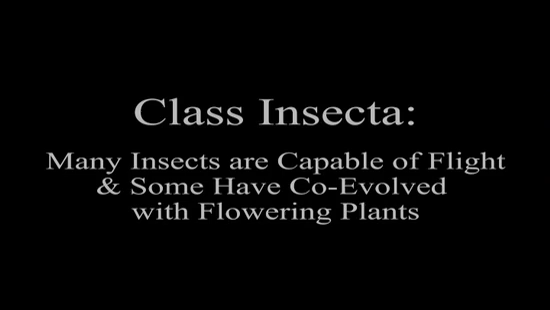 Class Insecta:
Many Insects are Capable of Flight
& Some Have Co-Evolved
with Flowering Plants